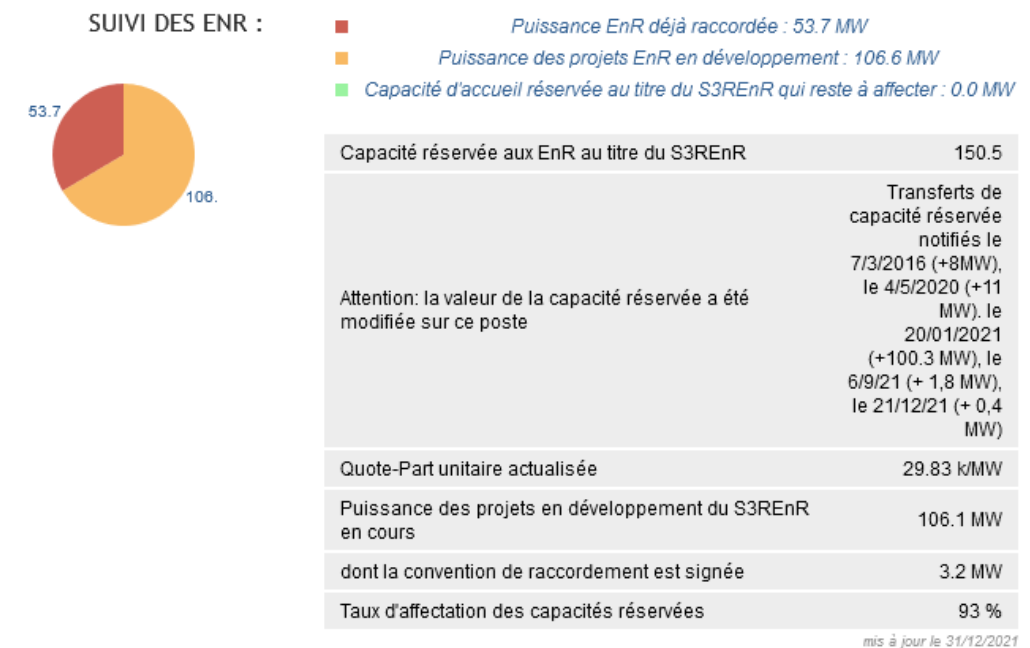 SUIVI DES ENR :
Puissance EnR déjà raccordée : 53.7 MW
Puissance des projets EnR en développement : 106.6 MW
Capacité d'accueil réservée au titre du S3REnR qui reste à affecter : 0.0 MW
53.7
106.
Capacité réservée aux EnR au titre du S3REnR
150.5
Attention: la valeur de la capacité réservée a été
modifiée sur ce poste
Transferts de
capacité réservée
notifiés le
7/3/2016 (+8MW),
le 4/5/2020 (+11
MW). le
20/01/2021
(+100.3 MW), le
6/9/21 (+ 1,8 MW),
le 21/12/21 (+ 0,4
MW)
Quote-Part unitaire actualisée
29.83 k/MW
Puissance des projets en développement du S3REnR
en cours
106.1 MW
dont la convention de raccordement est signée
3.2 MW
Taux d'affectation des capacités réservées
93 %
mis à jour le 31/12/2021